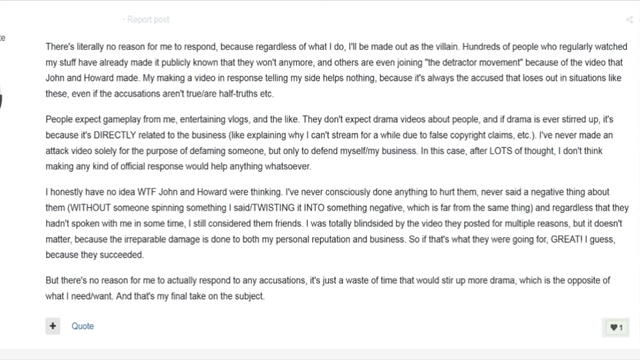 · Report post
There's literally no reason for me to respond, because regardless of what I do, I'll be made out as the villain. Hundreds of people who regularly watched
my stuff have already made it publicly known that they won't anymore, and others are even joining "the detractor movement" because of the video that
John and Howard made. My making a video in response telling my side helps nothing, because it's always the accused that loses out in situations like
these, even if the accusations aren't true/are half-truths etc.
People expect gameplay from me, entertaining vlogs, and the like. They don't expect drama videos about people, and if drama is ever stirred up, it's
because it's DIRECTLY related to the business (like explaining why I can't stream for a while due to false copyright claims, etc.). I've never made an
attack video solely for the purpose of defaming someone, but only to defend myself/my business. In this case, after LOTS of thought, I don't think
making any kind of official response would help anything whatsoever.
I honestly have no idea WTF John and Howard were thinking. I've never consciously done anything to hurt them, never said a negative thing about
them (WITHOUT someone spinning something I said/TWISTING it INTO something negative, which is far from the same thing) and regardless that they
hadn't spoken with me in some time, I still considered them friends. I was totally blindsided by the video they posted for multiple reasons, but it doesn't
matter, because the irreparable damage is done to both my personal reputation and business. So if that's what they were going for, GREAT! I guess,
because they succeeded.
But there's no reason for me to actually respond to any accusations, it's just a waste of time that would stir up more drama, which is the opposite of
what I need/want. And that's my final take on the subject.
+ Quote
♥ 1